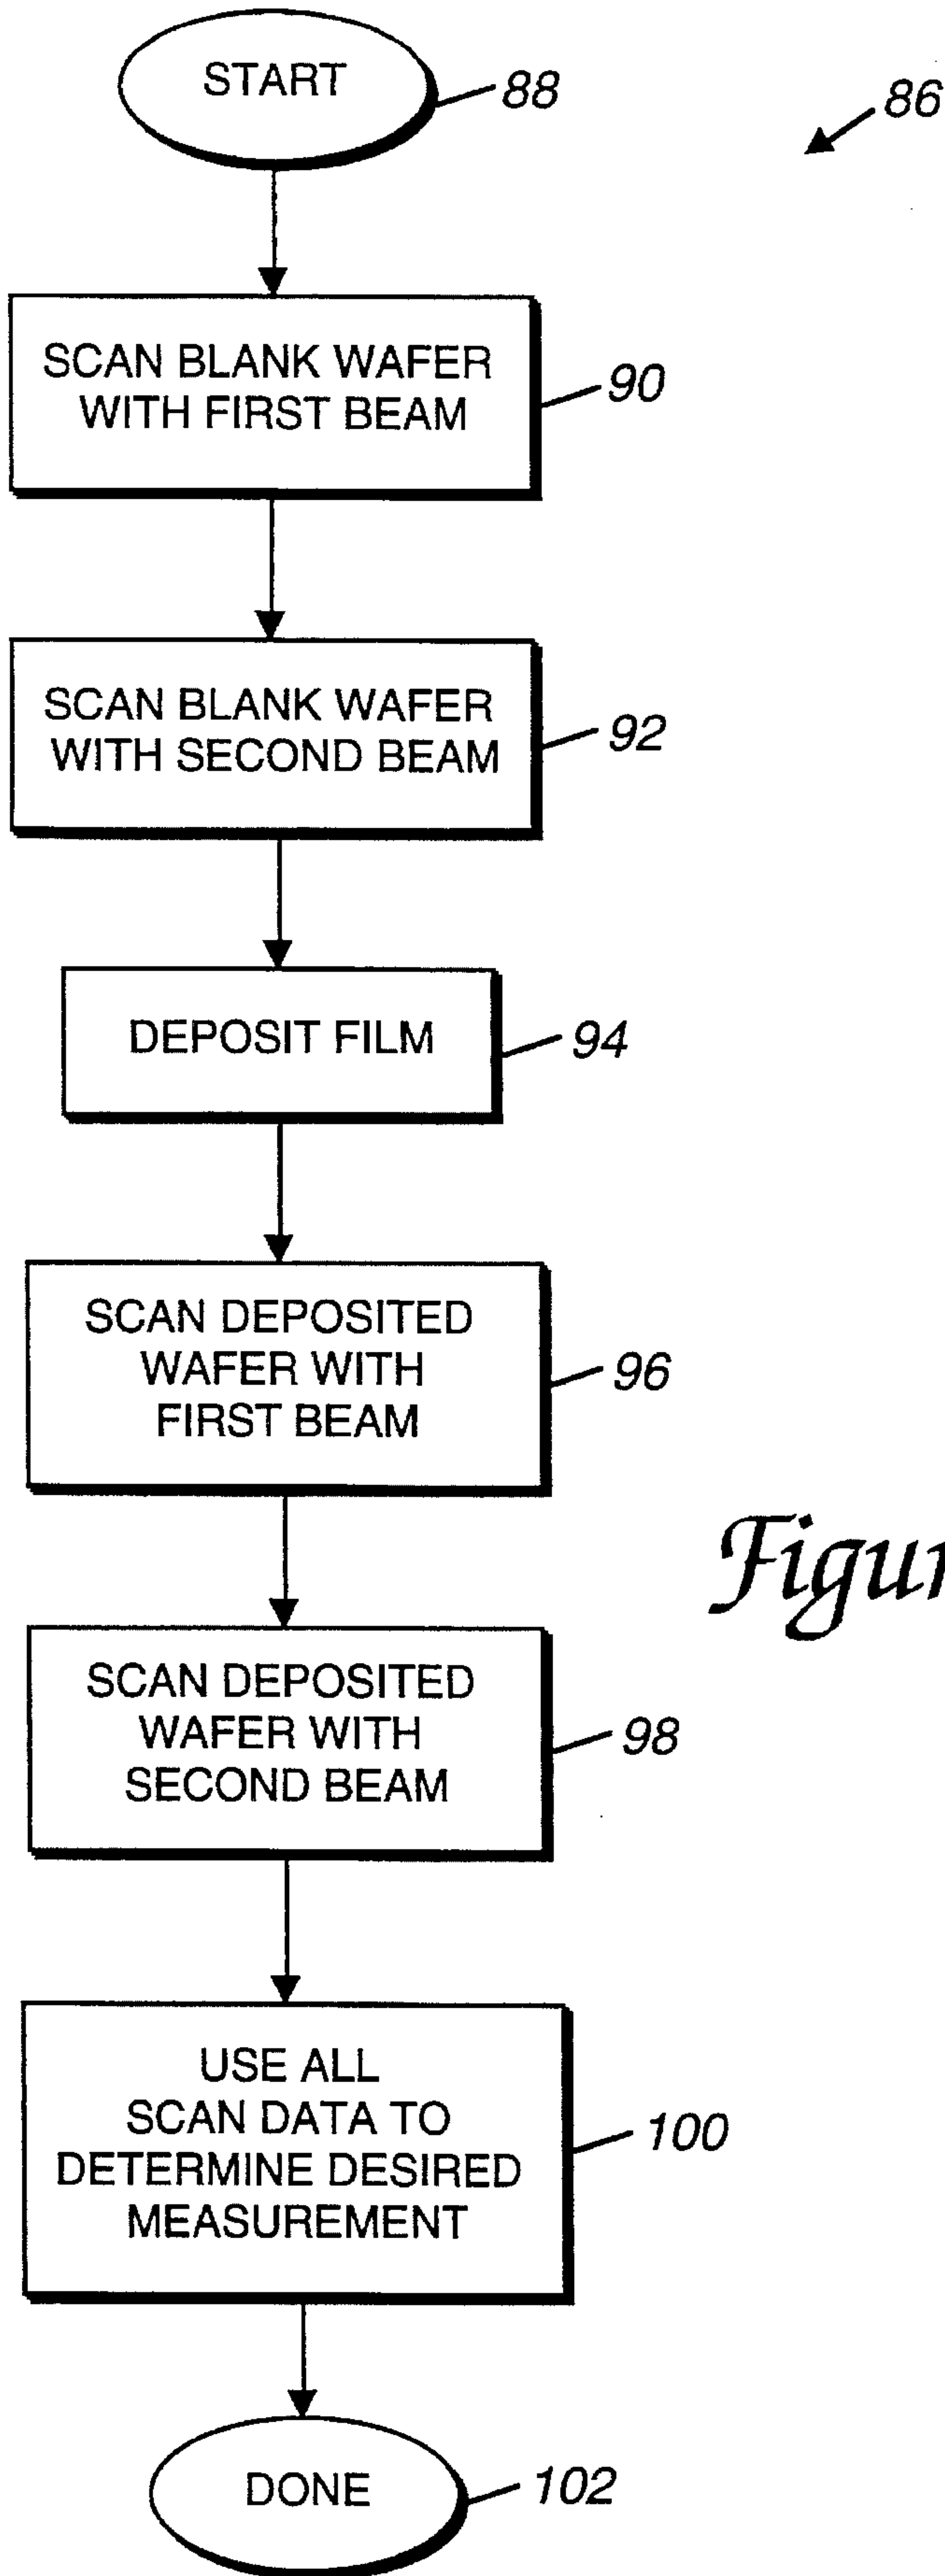 START
88
86
SCAN BLANK WAFER
WITH FIRST BEAM
90
SCAN BLANK WAFER
WITH SECOND BEAM
92
DEPOSIT FILM
94
SCAN DEPOSITED
WAFER WITH
FIRST BEAM
96
Figur
SCAN DEPOSITED
WAFER WITH
SECOND BEAM
98
USE ALL
SCAN DATA TO
DETERMINE DESIRED
MEASUREMENT
100
DONE
102